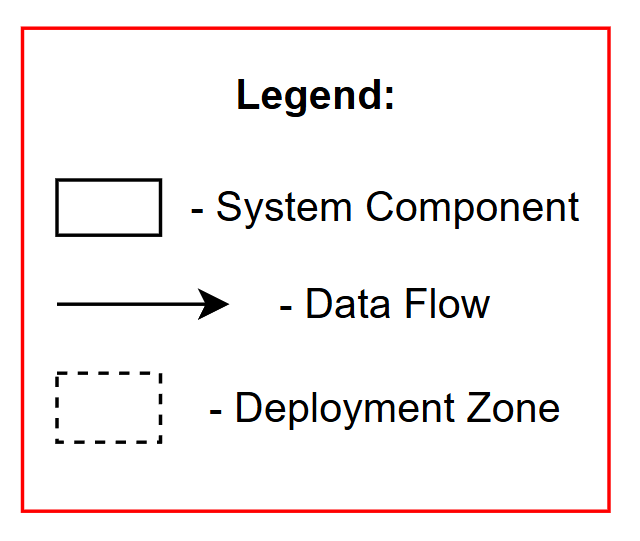 Legend:
- System Component
- Data Flow
- Deployment Zone